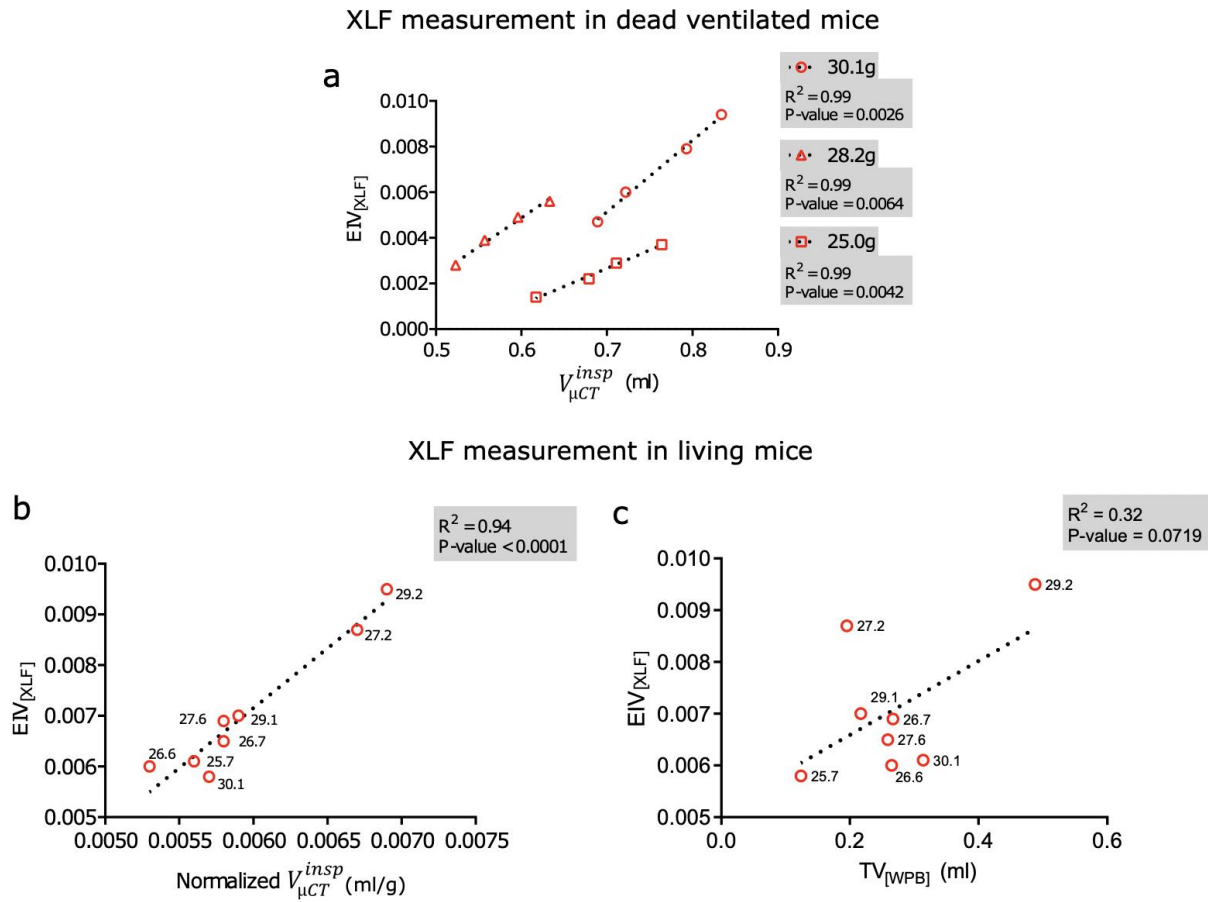 XLF measurement in dead ventilated mice
a
30.1g
R² = 0.99
P-value = 0.0026
28.2g
R² = 0.99
P-value = 0.0064
25.0g
R² = 0.99
P-value = 0.0042
EIV[XLF]
0.010
0.008
0.006
0.004
0.002
0.000
0.5 0.6 0.7 0.8 0.9
V insp μCT (ml)
XLF measurement in living mice
b
R² = 0.94
P-value <0.0001
EIV[XLF]
0.010
0.009
0.008
0.007
0.006
0.005
29.2
27.2
27.6
29.1
26.7
26.6
25.7
30.1
0.0050 0.0055 0.0060 0.0065 0.0070 0.0075
Normalized V insp μCT (ml/g)
c
R² = 0.32
P-value = 0.0719
EIV[XLF]
0.010
0.009
0.008
0.007
0.006
0.005
29.2
27.2
29.1
26.7
27.6
30.1
26.6
25.7
0.0 0.2 0.4 0.6
TV[WPB] (ml)